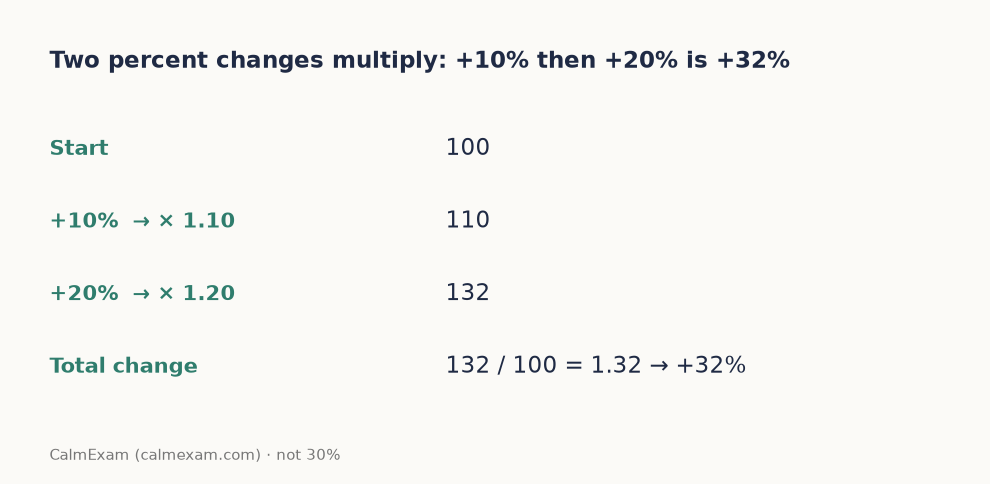 Two percent changes multiply: +10% then +20% is +32%
Start 100
+10% → × 1.10 110
+20% → × 1.20 132
Total change 132 / 100 = 1.32 → +32%
CalmExam (calmexam.com) · not 30%